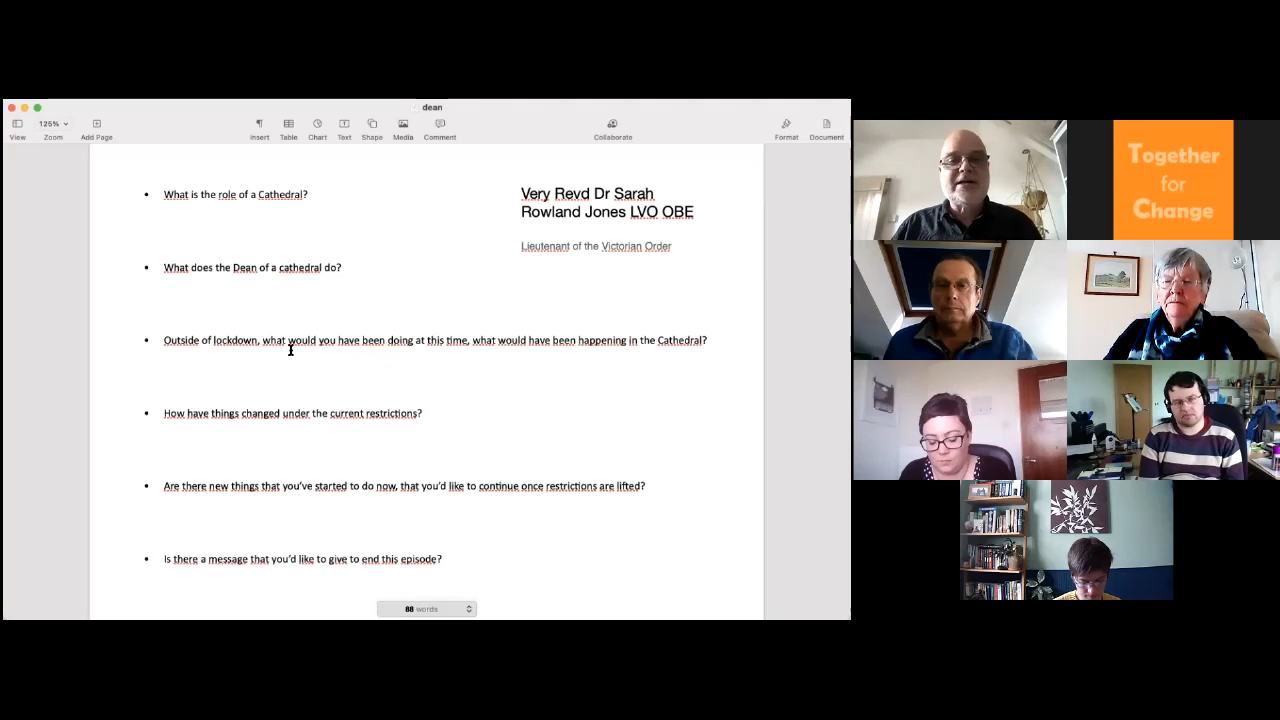 dean
125%
View
Zoom
Add Page
Insert
Table
Chart
Text
Shape
Media
Comment
Collaborate
Format
Document
• What is the role of a Cathedral?
Very Revd Dr Sarah
Rowland Jones LVO OBE
Lieutenant of the Victorian Order
• What does the Dean of a cathedral do?
• Outside of lockdown, what would you have been doing at this time, what would have been happening in the Cathedral?
• How have things changed under the current restrictions?
• Are there new things that you've started to do now, that you'd like to continue once restrictions are lifted?
• Is there a message that you'd like to give to end this episode?
88 words
Together
for
Change